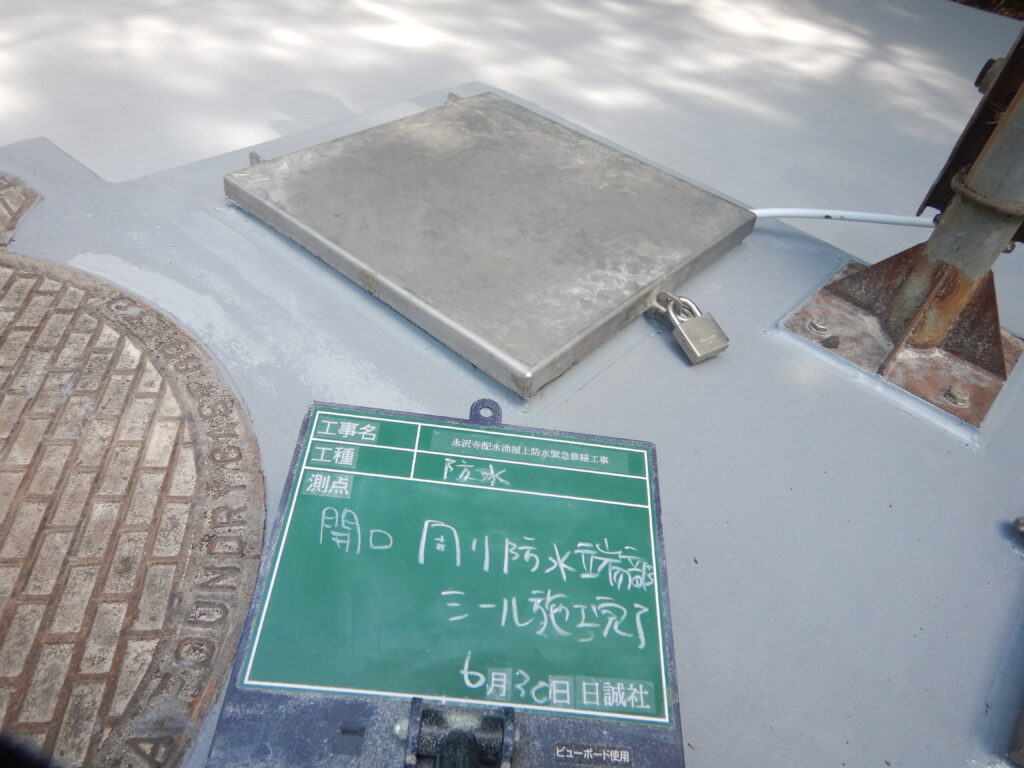 工事名 永沢寺配水池屋上防水緊急修繕工事
工種 防水
測点
開口 周り防水端部
シール施工完了
6月30日 日誠社
ビューボード使用
FOUNDRY